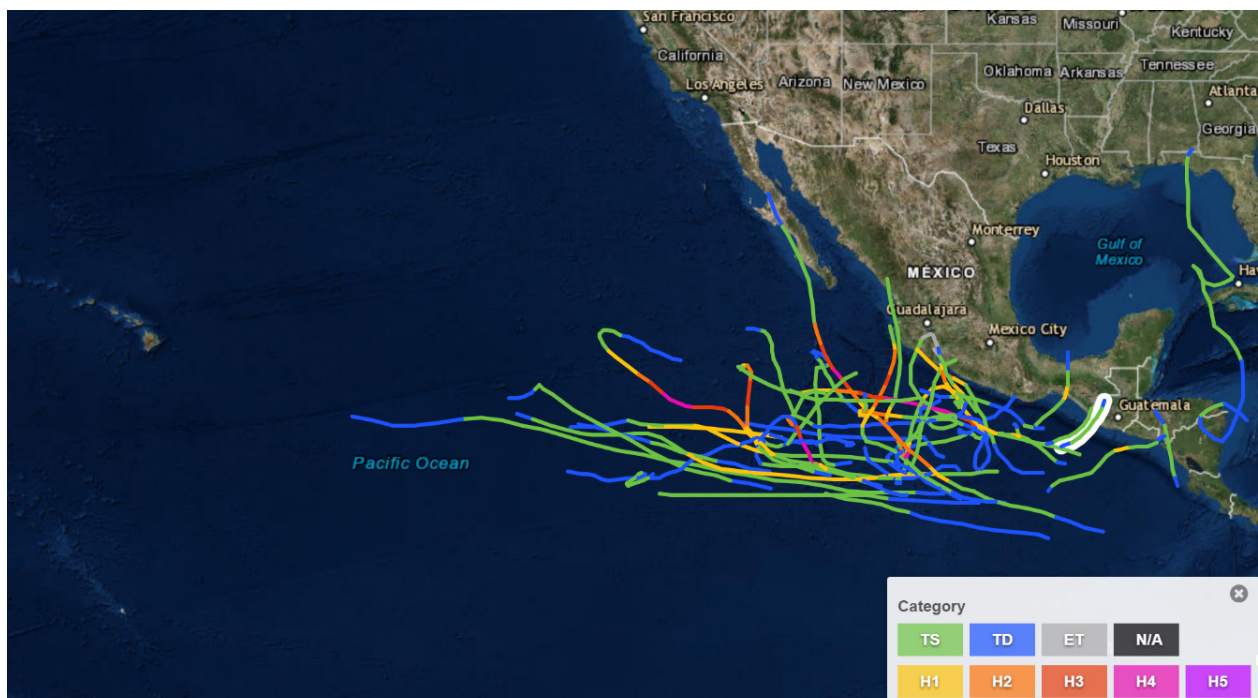 San Francisco
California
Los Angeles
Arizona
New Mexico
Kansas
Missouri
Kentucky
Oklahoma
Arkansas
Tennessee
Atlanta
Dallas
Georgia
Texas
Houston
Monterrey
Gulf of
Mexico
Hav
MÉXICO
Guadalajara
Mexico City
Guatemala
Pacific Ocean
Category
TS
TD
ET
N/A
H1
H2
H3
H4
H5